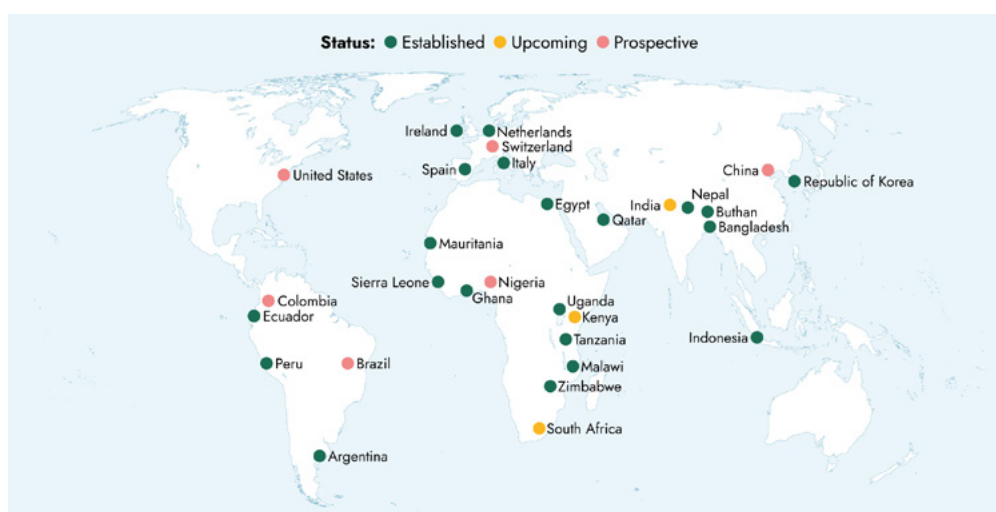 Status: Established Upcoming Prospective
Ireland
Netherlands
Switzerland
Italy
Spain
United States
China
Republic of Korea
Nepal
India
Buthan
Bangladesh
Egypt
Qatar
Mauritania
Sierra Leone
Nigeria
Ghana
Uganda
Kenya
Colombia
Ecuador
Tanzania
Indonesia
Peru
Brazil
Malawi
Zimbabwe
South Africa
Argentina